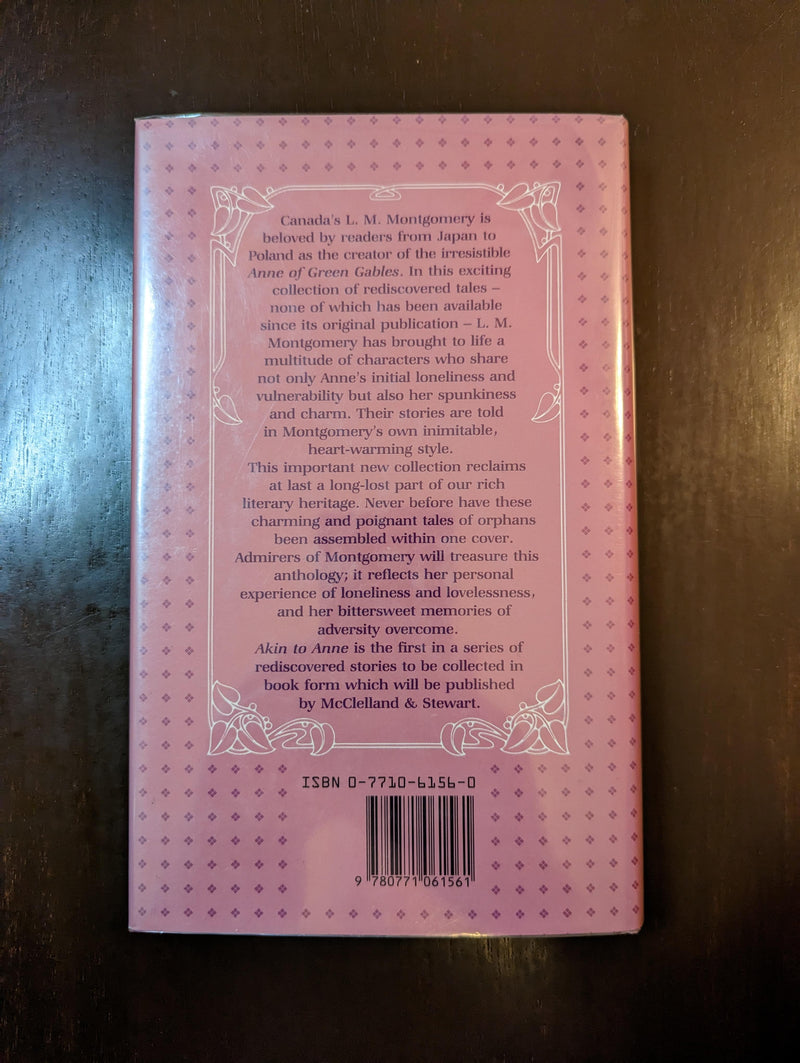 Canada's L. M. Montgomery is
beloved by readers from Japan to
Poland as the creator of the irresistible
Anne of Green Gables. In this exciting
collection of rediscovered tales –
none of which has been available
since its original publication – L. M.
Montgomery has brought to life a
multitude of characters who share
not only Anne's initial loneliness and
vulnerability but also her spunkiness
and charm. Their stories are told
in Montgomery's own inimitable,
heart-warming style.
This important new collection reclaims
at last a long-lost part of our rich
literary heritage. Never before have these
charming and poignant tales of orphans
been assembled within one cover.
Admirers of Montgomery will treasure this
anthology; it reflects her personal
experience of loneliness and lovelessness,
and her bittersweet memories of
adversity overcome.
Akin to Anne is the first in a series of
rediscovered stories to be collected in
book form which will be published
by McClelland & Stewart.
ISBN 0-7710-6156-0
9 780771 061561